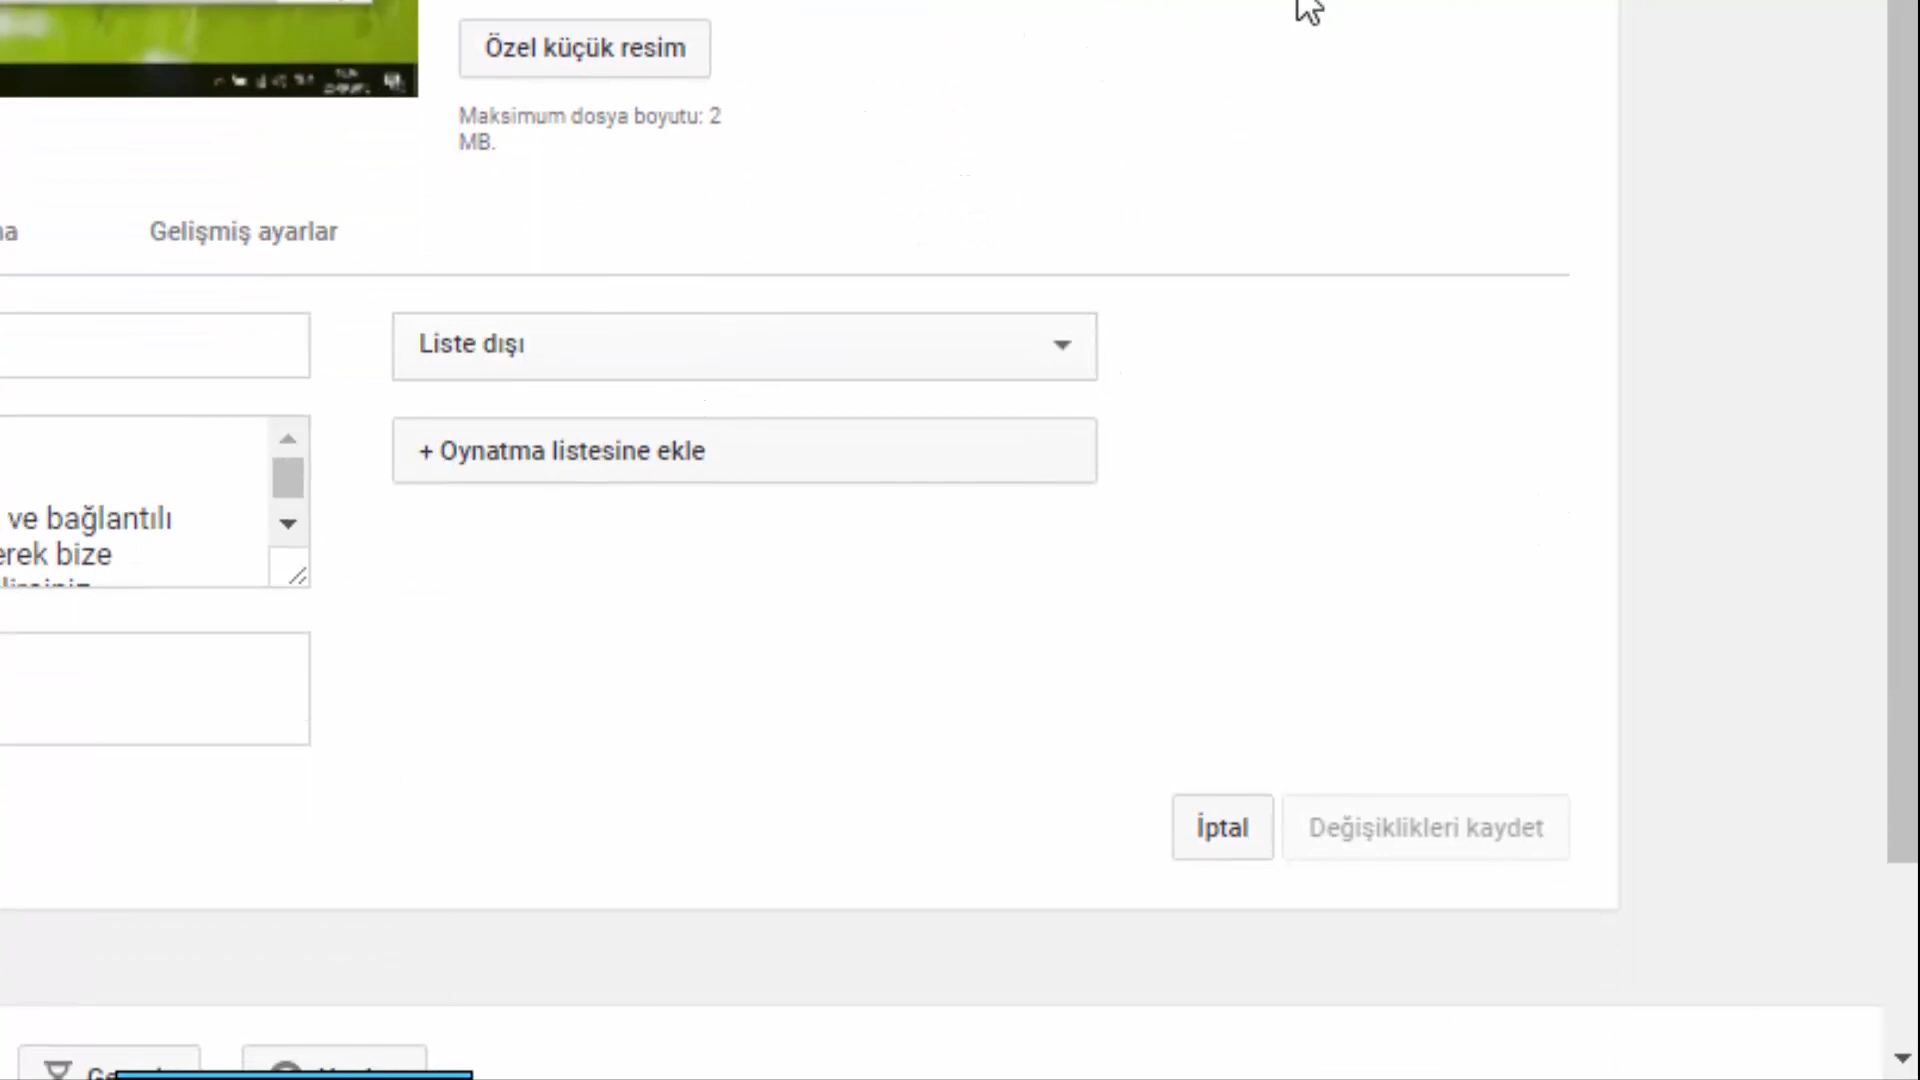 Özel küçük resim
Maksimum dosya boyutu: 2
MB.
Gelişmiş ayarlar
Liste dışı
+ Oynatma listesine ekle
ve bağlantılı
erek bize
İptal
Değişiklikleri kaydet